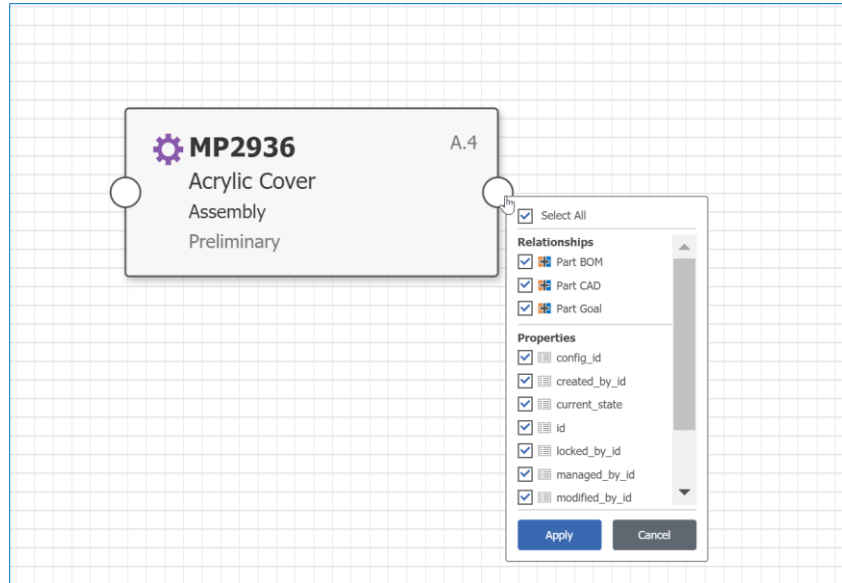 MP2936
A.4
Acrylic Cover
Assembly
Preliminary
Select All
Relationships
Part BOM
Part CAD
Part Goal
Properties
config_id
created_by_id
current_state
id
locked_by_id
managed_by_id
modified_by_id
Apply
Cancel